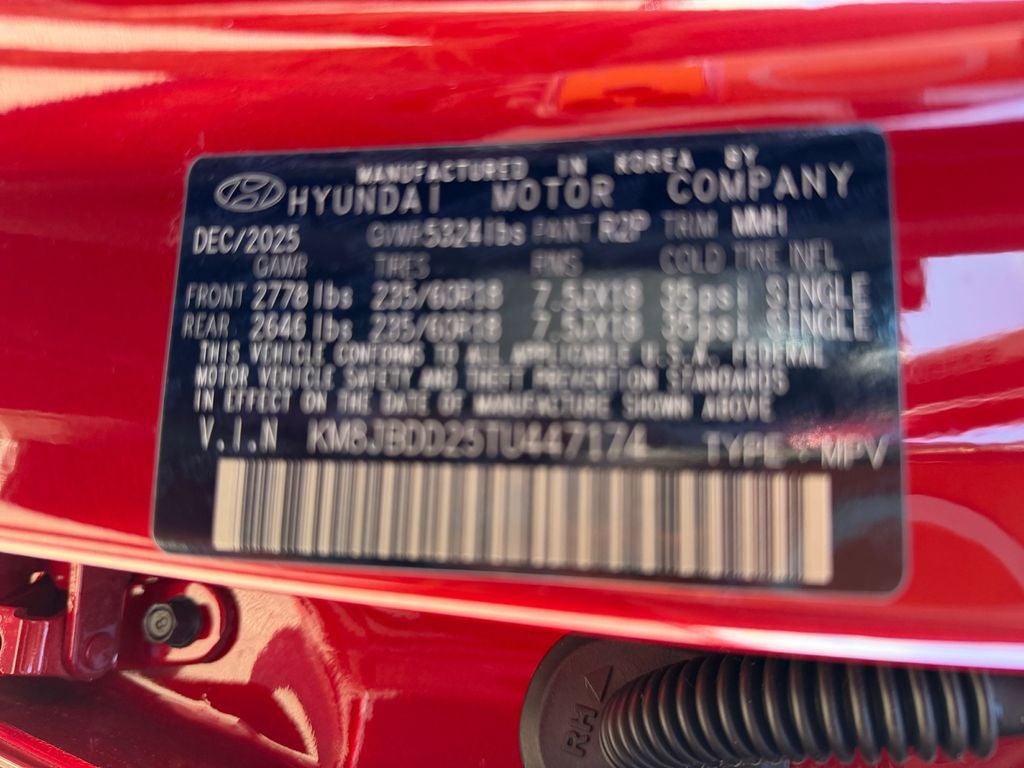 MANUFACTURED IN KOREA BY
HYUNDAI MOTOR COMPANY
DEC/2025 GVWR 5324 lbs PAINT R2P TRIM NMH
GAWR TIRES RIMS COLD TIRE INFL
FRONT 2778 lbs 235/60R18 7.5JX18 35psi SINGLE
REAR 2646 lbs 235/60R18 7.5JX18 35psi SINGLE
THIS VEHICLE CONFORMS TO ALL APPLICABLE U.S.A. FEDERAL
MOTOR VEHICLE SAFETY AND THEFT PREVENTION STANDARDS
IN EFFECT ON THE DATE OF MANUFACTURE SHOWN ABOVE
V.I.N KM8JBDD25TU447174 TYPE : MPV
RH